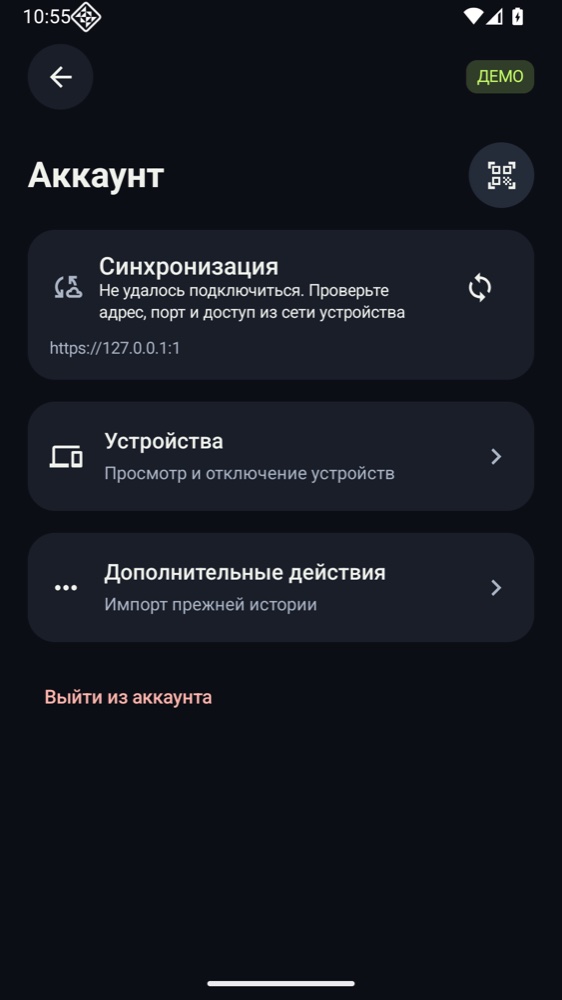 10:55
ДЕМО
Аккаунт
Синхронизация
Не удалось подключиться. Проверьте
адрес, порт и доступ из сети устройства
https://127.0.0.1:1
Устройства
Просмотр и отключение устройств
Дополнительные действия
Импорт прежней истории
Выйти из аккаунта